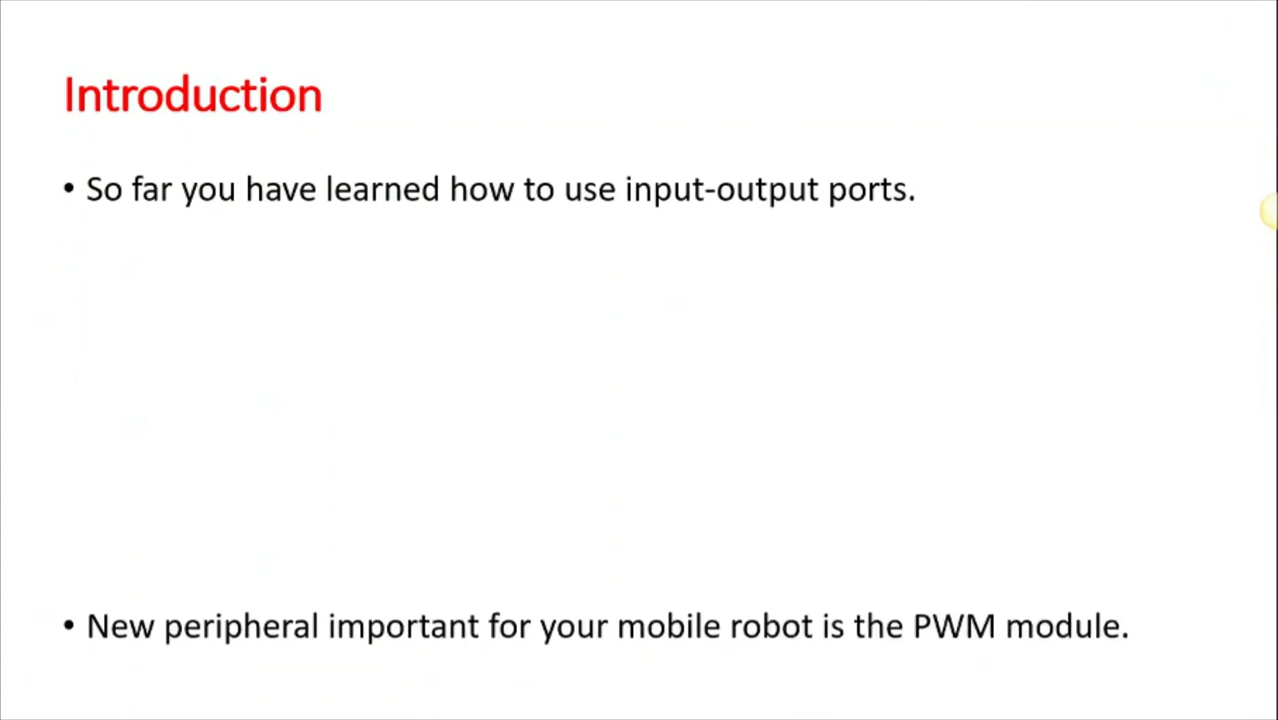 Introduction
• So far you have learned how to use input-output ports.
• New peripheral important for your mobile robot is the PWM module.